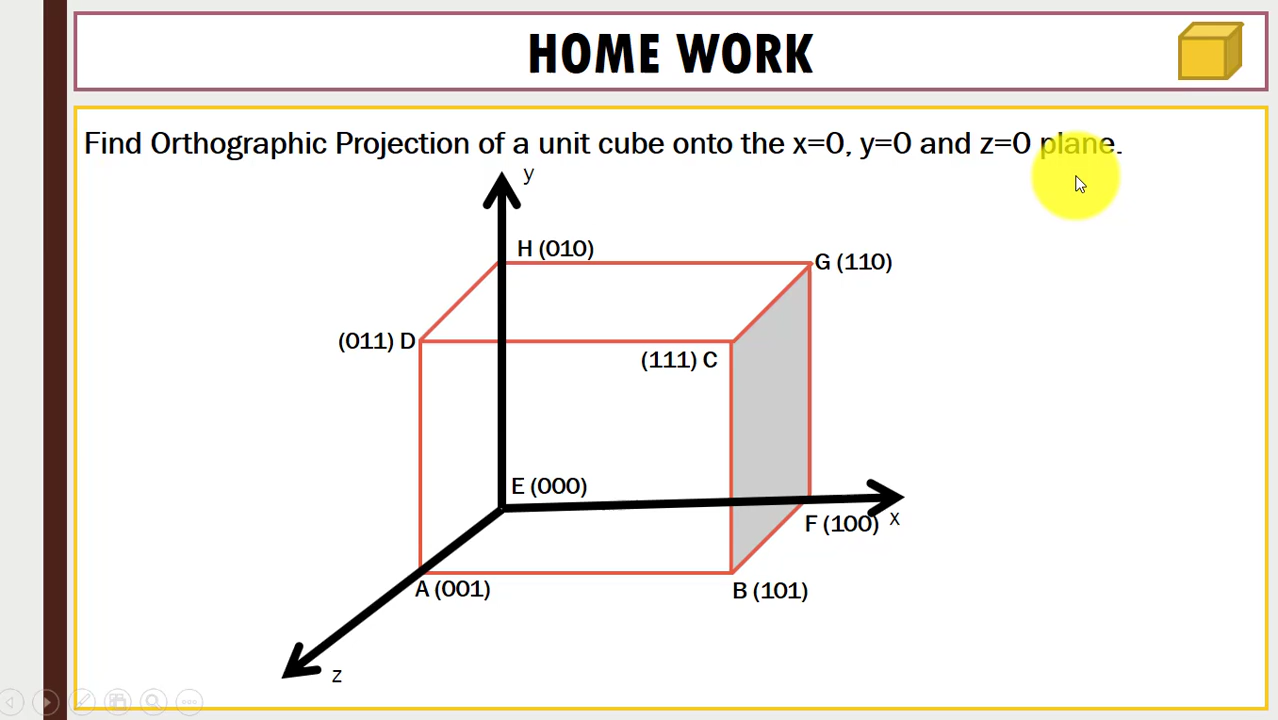 HOME WORK
Find Orthographic Projection of a unit cube onto the x=0, y=0 and z=0 plane.
y
H (010)
G (110)
(011) D
(111) C
E (000)
F (100)
x
A (001)
B (101)
z